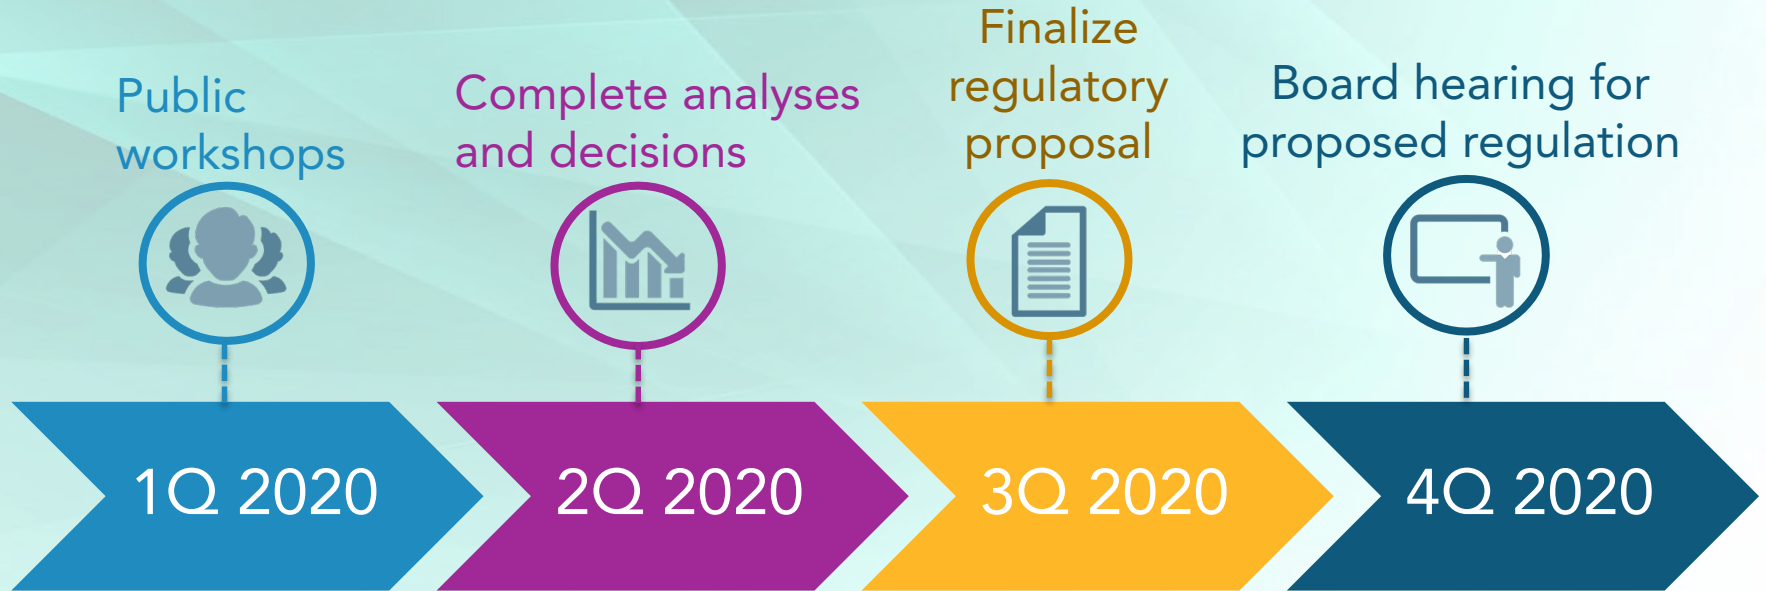 Public
workshops
Complete analyses
and decisions
Finalize
regulatory
proposal
Board hearing for
proposed regulation
1Q 2020
2Q 2020
3Q 2020
4Q 2020